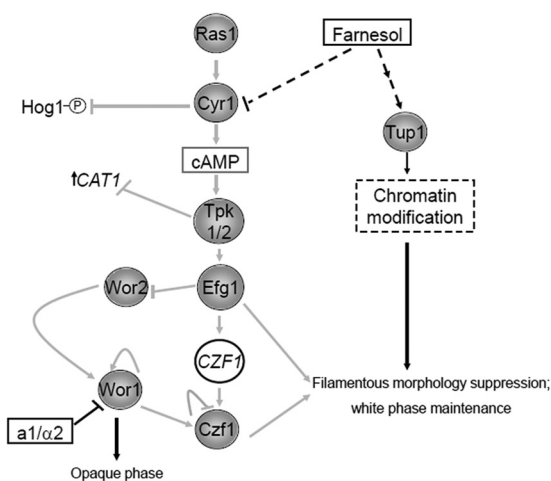 Ras1
Farnesol
Hog1-P
Cyr1
Tup1
cAMP
↑CAT1
Chromatin
modification
Tpk
1/2
Wor2
Efg1
CZF1
Wor1
Filamentous morphology suppression;
white phase maintenance
a1/α2
Czf1
Opaque phase